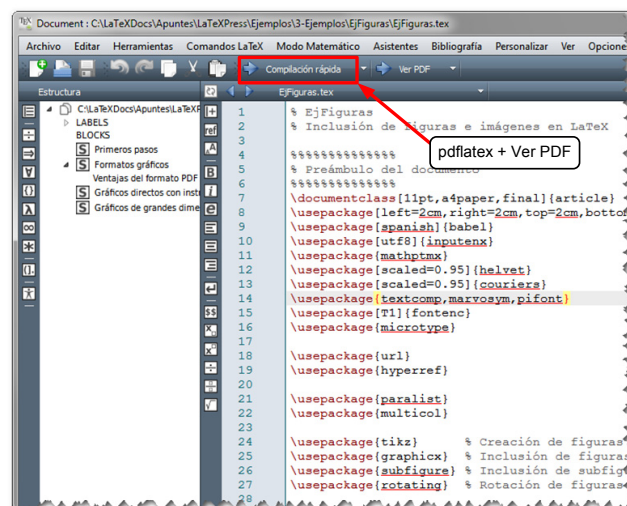 Document : C:\LaTeXDocs\Apuntes\LaTeXPress\Ejemplos\3-Ejemplos\EjFiguras\EjFiguras.tex
Archivo Editar Herramientas Comandos LaTeX Modo Matemático Asistentes Bibliografía Personalizar Ver Opcione
Compilación rápida Ver PDF
Estructura EjFiguras.tex
C:\LaTeXDocs\Apuntes\LaTeXP
LABELS
BLOCKS
Primeros pasos
Formatos gráficos
Ventajas del formato PDF
Gráficos directos con inst
Gráficos de grandes dime
pdflatex + Ver PDF
1 % EjFiguras
2 % Inclusión de figuras e imágenes en LaTeX
3
4 %%%%%%%%%%%%%%
5 % Preámbulo del documento
6 %%%%%%%%%%%%%%
7 \documentclass[11pt,a4paper,final]{article}
8 \usepackage[left=2cm,right=2cm,top=2cm,bottom
9 \usepackage[spanish]{babel}
10 \usepackage[utf8]{inputenx}
11 \usepackage{mathptmx}
12 \usepackage[scaled=0.95]{helvet}
13 \usepackage[scaled=0.95]{couriers}
14 \usepackage{textcomp,marvosym,pifont}
15 \usepackage[T1]{fontenc}
16 \usepackage{microtype}
17
18 \usepackage{url}
19 \usepackage{hyperref}
20
21 \usepackage{paralist}
22 \usepackage{multicol}
23
24 \usepackage{tikz} % Creación de figuras
25 \usepackage{graphicx} % Inclusión de figuras
26 \usepackage{subfigure} % Inclusión de subfig
27 \usepackage{rotating} % Rotación de figuras
28